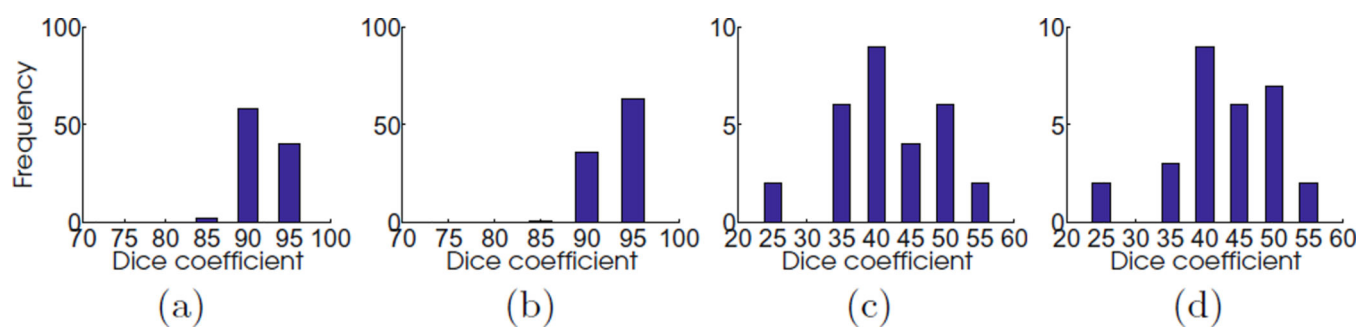 100 100 10 10
Frequency
50 50 5 5
0 0 0 0
70 75 80 85 90 95 100 70 75 80 85 90 95 100 20 25 30 35 40 45 50 55 60 20 25 30 35 40 45 50 55 60
Dice coefficient Dice coefficient Dice coefficient Dice coefficient
(a) (b) (c) (d)